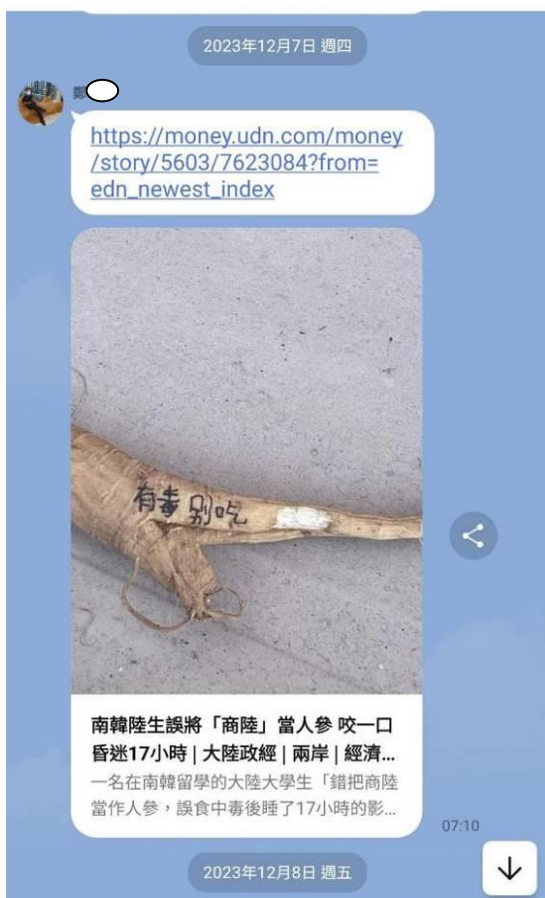 2023年12月7日 週四
鄭
https://money.udn.com/money
/story/5603/7623084?from=
edn_newest_index
有毒 别吃
南韓陸生誤將「商陸」當人參 咬一口
昏迷17小時 | 大陸政經 | 兩岸 | 經濟...
一名在南韓留學的大陸大學生「錯把商陸
當作人參，誤食中毒後睡了17小時的影...
07:10
2023年12月8日 週五